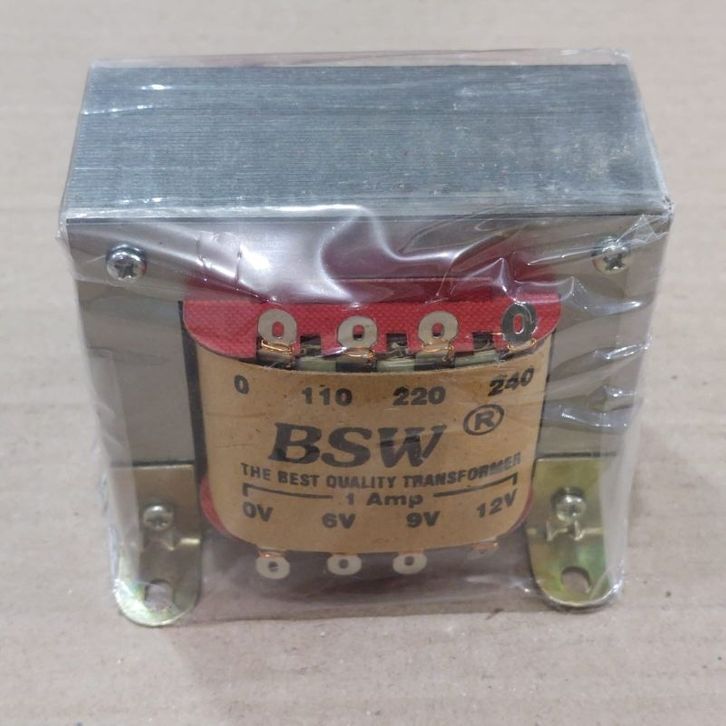 0 110 220 240
BSW ®
THE BEST QUALITY TRANSFORMER
1 Amp
0V 6V 9V 12V